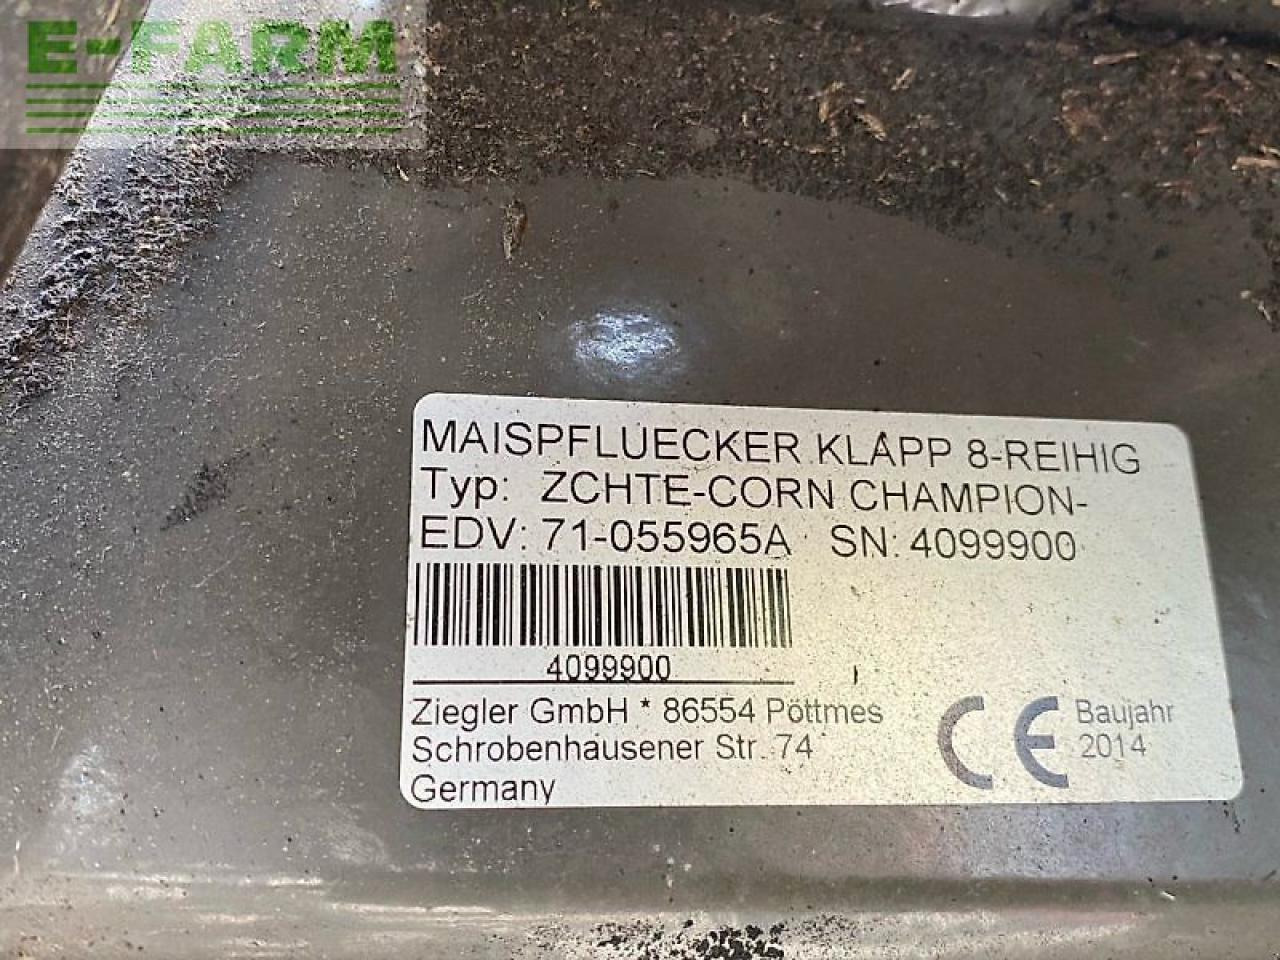 E-FARM
MAISPFLUECKER KLAPP 8-REIHIG
Typ: ZCHTE-CORN CHAMPION-
EDV: 71-055965A SN: 4099900
4099900
Ziegler GmbH * 86554 Pöttmes
Schrobenhausener Str. 74
Germany
CE Baujahr
2014